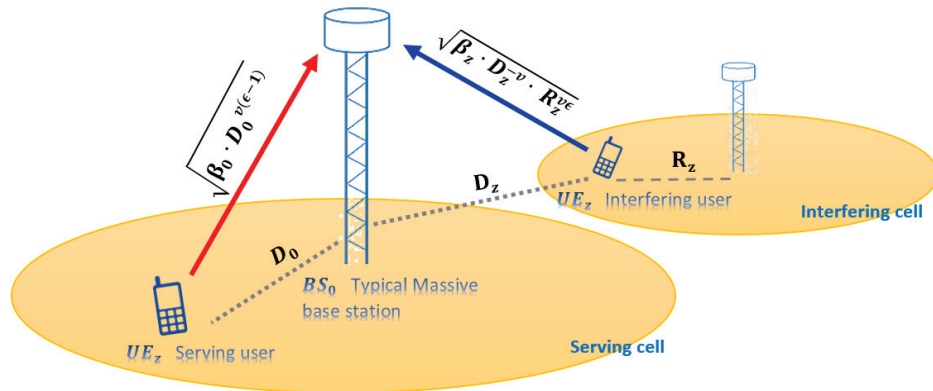 √(β₀ · D₀^{v(ϵ−1)})
√(β_z · D_z^{−v} · R_z^{vϵ})
D_z
R_z
UE_z Interfering user
Interfering cell
D₀
BS₀ Typical Massive
base station
UE_z Serving user
Serving cell